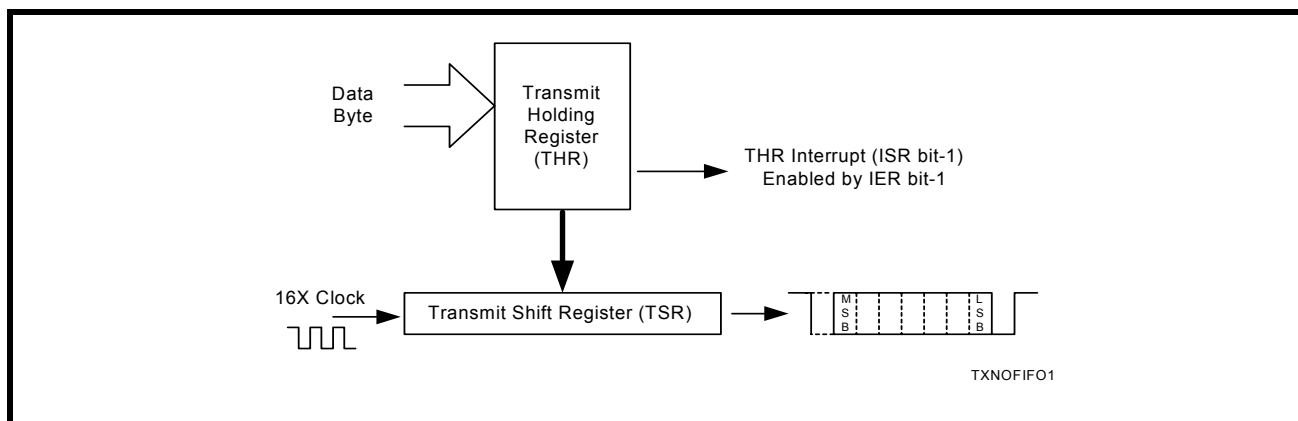 Data
Byte
Transmit
Holding
Register
(THR)
THR Interrupt (ISR bit-1)
Enabled by IER bit-1
16X Clock
Transmit Shift Register (TSR)
M
S
B
L
S
B
TXNOFIFO1